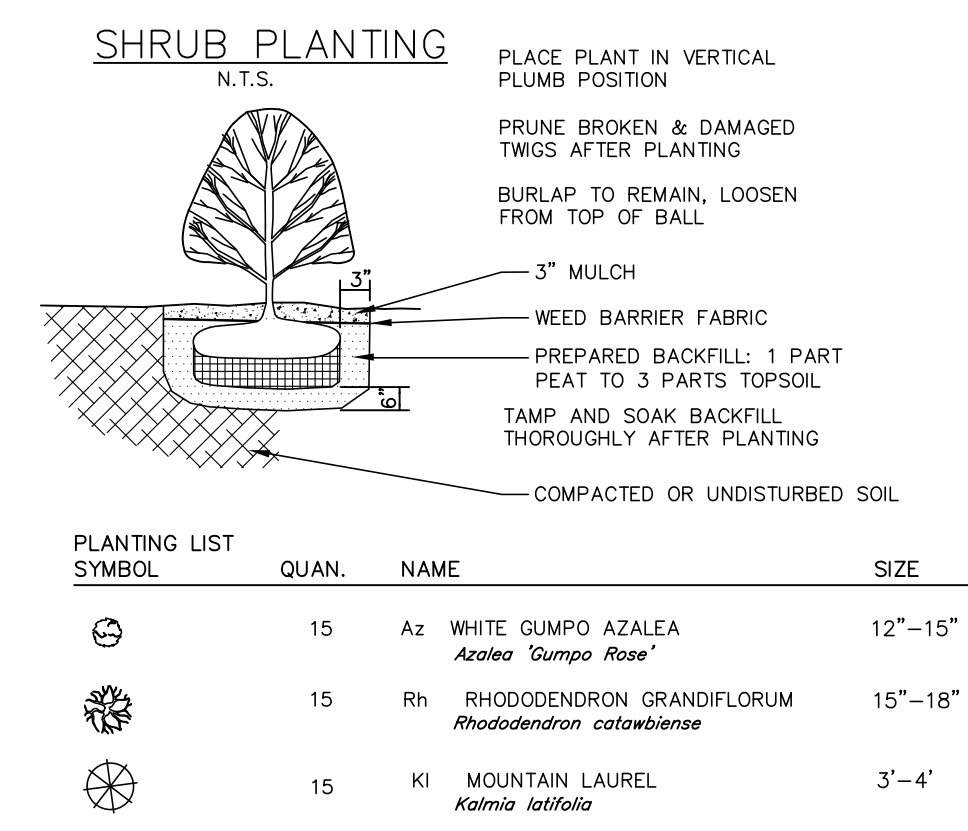 SHRUB PLANTING
N.T.S.
PLACE PLANT IN VERTICAL
PLUMB POSITION
PRUNE BROKEN & DAMAGED
TWIGS AFTER PLANTING
BURLAP TO REMAIN, LOOSEN
FROM TOP OF BALL
3"
3" MULCH
WEED BARRIER FABRIC
PREPARED BACKFILL: 1 PART
PEAT TO 3 PARTS TOPSOIL
6"
TAMP AND SOAK BACKFILL
THOROUGHLY AFTER PLANTING
COMPACTED OR UNDISTURBED SOIL
PLANTING LIST
SYMBOL QUAN. NAME SIZE
15 Az WHITE GUMPO AZALEA 12"–15"
Azalea 'Gumpo Rose'
15 Rh RHODODENDRON GRANDIFLORUM 15"–18"
Rhododendron catawbiense
15 Kl MOUNTAIN LAUREL 3'–4'
Kalmia latifolia